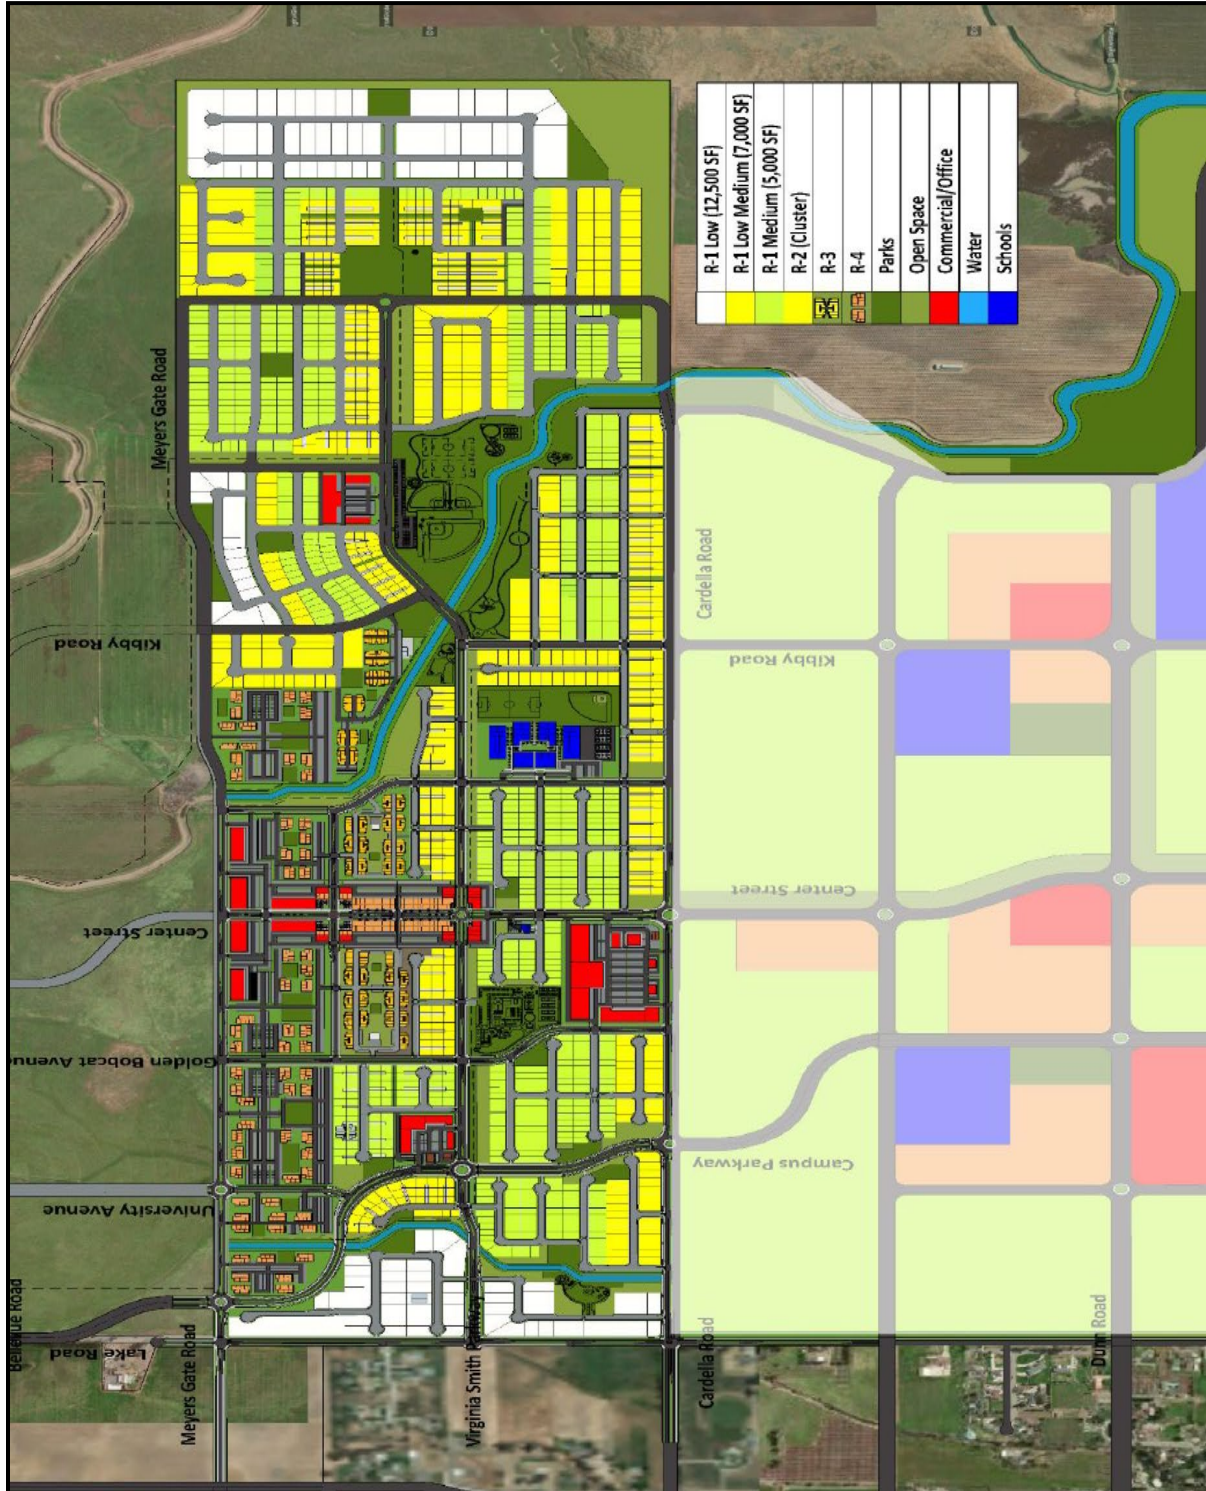 R-1 Low (12,500 SF)
R-1 Low Medium (7,000 SF)
R-1 Medium (5,000 SF)
R-2 (Cluster)
R-3
R-4
Parks
Open Space
Commercial/Office
Water
Schools
Meyers Gate Road
Kibby Road
Cardella Road
Kibby Road
Center Street
Center Street
Golden Bobcat Avenue
Campus Parkway
University Avenue
Bellevue Road
Lake Road
Meyers Gate Road
Virginia Smith Parkway
Cardella Road
Dunn Road